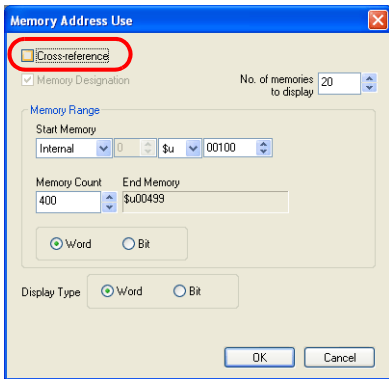 Memory Address Use
Cross-reference
Memory Designation
No. of memories to display 20
Memory Range
Start Memory
Internal 0 $u 00100
Memory Count End Memory
400 $u00499
Word Bit
Display Type Word Bit
OK Cancel